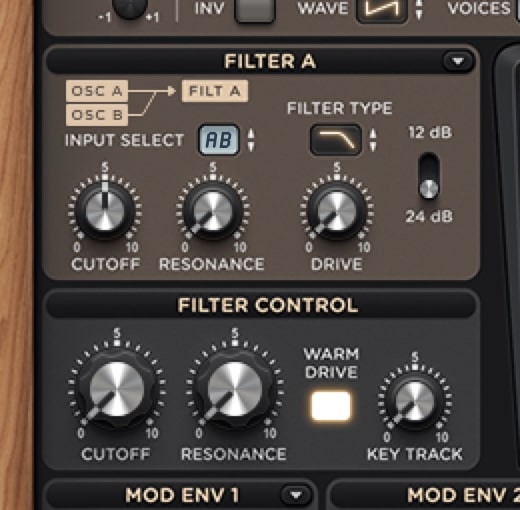 -1 +1 INV WAVE VOICES
FILTER A
OSC A FILT A
OSC B
FILTER TYPE
INPUT SELECT AB
12 dB
24 dB
5 5 5
0 10 0 10 0 10
CUTOFF RESONANCE DRIVE
FILTER CONTROL
5 5 5
WARM
DRIVE
0 10 0 10 0 10
CUTOFF RESONANCE KEY TRACK
MOD ENV 1 MOD ENV 2